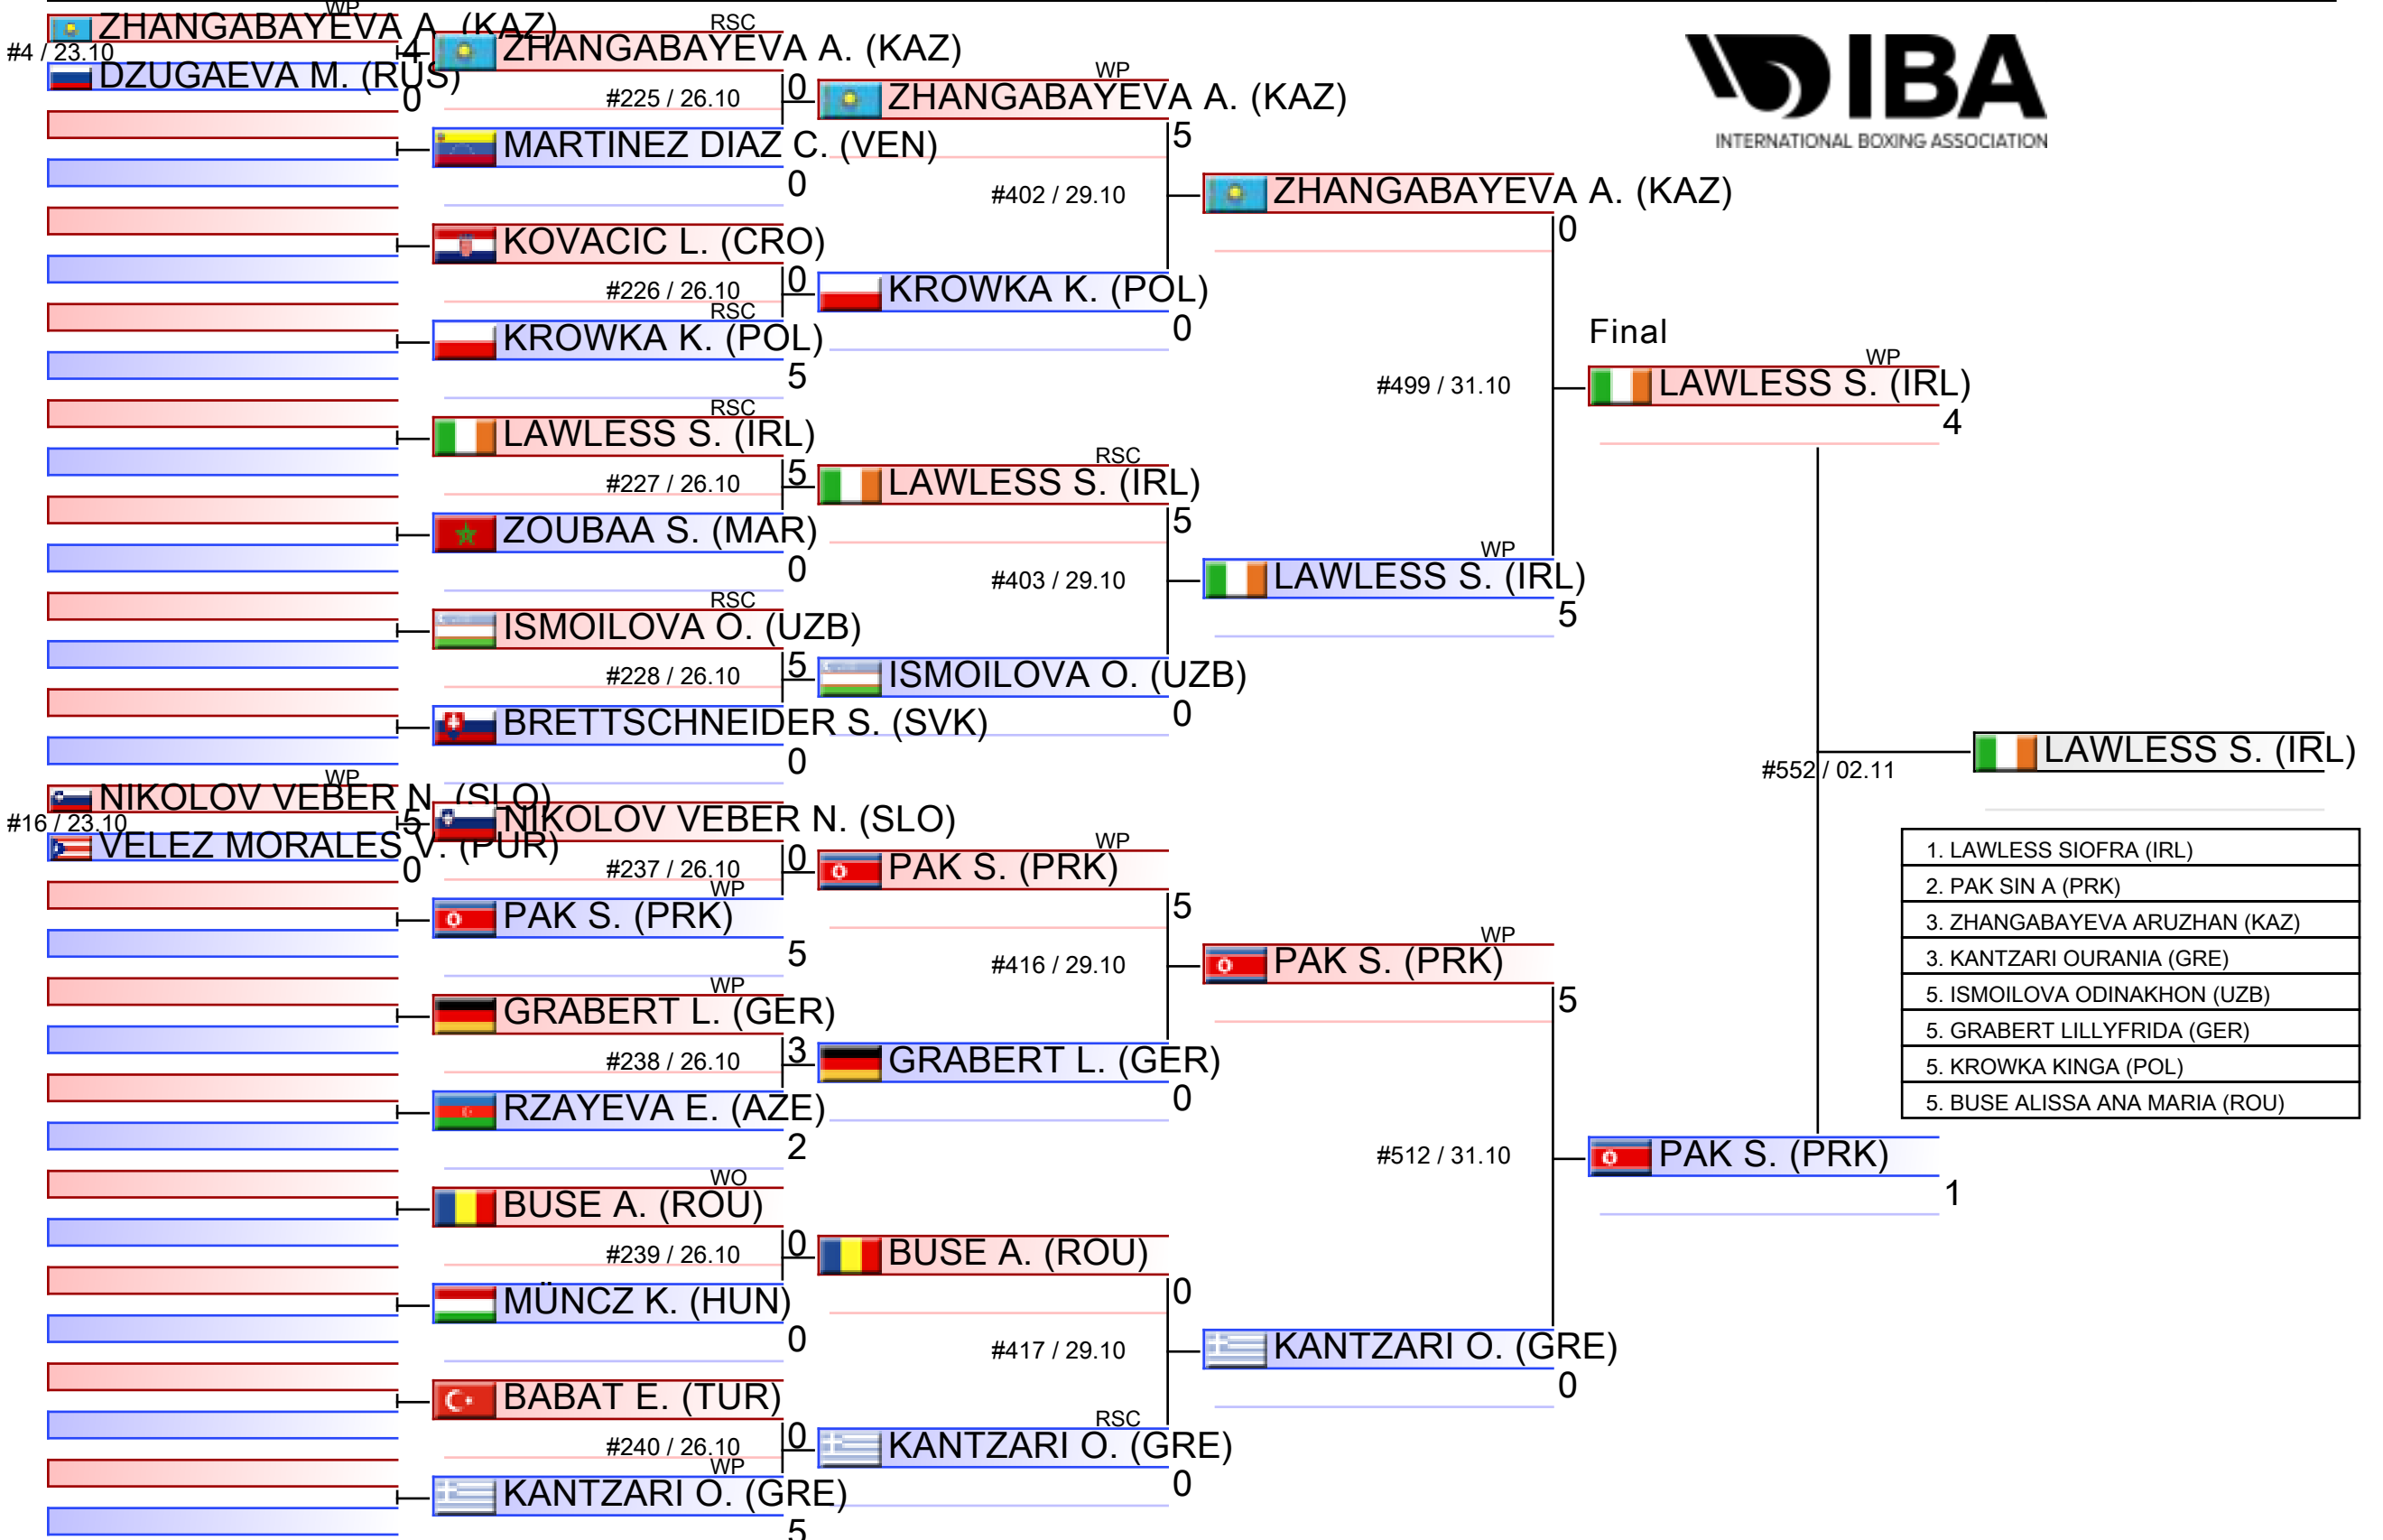 WP
ZHANGABAYEVA A. (KAZ)
#4 / 23.10
4
DZUGAEVA M. (RUS)
0
WP
NIKOLOV VEBER N. (SLO)
#16 / 23.10
5
VELEZ MORALES V. (PUR)
0
RSC
ZHANGABAYEVA A. (KAZ)
#225 / 26.10
0
MARTINEZ DIAZ C. (VEN)
0
KOVACIC L. (CRO)
#226 / 26.10
0
RSC
KROWKA K. (POL)
5
RSC
LAWLESS S. (IRL)
#227 / 26.10
5
ZOUBAA S. (MAR)
0
RSC
ISMOILOVA O. (UZB)
#228 / 26.10
5
BRETTSCHNEIDER S. (SVK)
0
NIKOLOV VEBER N. (SLO)
#237 / 26.10
0
WP
PAK S. (PRK)
5
WP
GRABERT L. (GER)
#238 / 26.10
3
RZAYEVA E. (AZE)
2
WO
BUSE A. (ROU)
#239 / 26.10
0
MÜNCZ K. (HUN)
0
BABAT E. (TUR)
#240 / 26.10
0
WP
KANTZARI O. (GRE)
5
WP
ZHANGABAYEVA A. (KAZ)
5
#402 / 29.10
KROWKA K. (POL)
0
RSC
LAWLESS S. (IRL)
5
#403 / 29.10
ISMOILOVA O. (UZB)
0
WP
PAK S. (PRK)
5
#416 / 29.10
GRABERT L. (GER)
0
BUSE A. (ROU)
0
#417 / 29.10
RSC
KANTZARI O. (GRE)
0
ZHANGABAYEVA A. (KAZ)
0
#499 / 31.10
WP
LAWLESS S. (IRL)
5
WP
PAK S. (PRK)
5
#512 / 31.10
KANTZARI O. (GRE)
0
Final
WP
LAWLESS S. (IRL)
4
#552 / 02.11
PAK S. (PRK)
1
IBA
INTERNATIONAL BOXING ASSOCIATION
LAWLESS S. (IRL)
1. LAWLESS SIOFRA (IRL)
2. PAK SIN A (PRK)
3. ZHANGABAYEVA ARUZHAN (KAZ)
3. KANTZARI OURANIA (GRE)
5. ISMOILOVA ODINAKHON (UZB)
5. GRABERT LILLYFRIDA (GER)
5. KROWKA KINGA (POL)
5. BUSE ALISSA ANA MARIA (ROU)